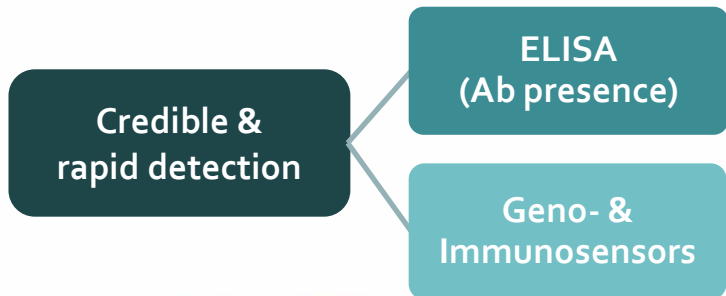 Credible &
rapid detection
ELISA
(Ab presence)
Geno- &
Immunosensors